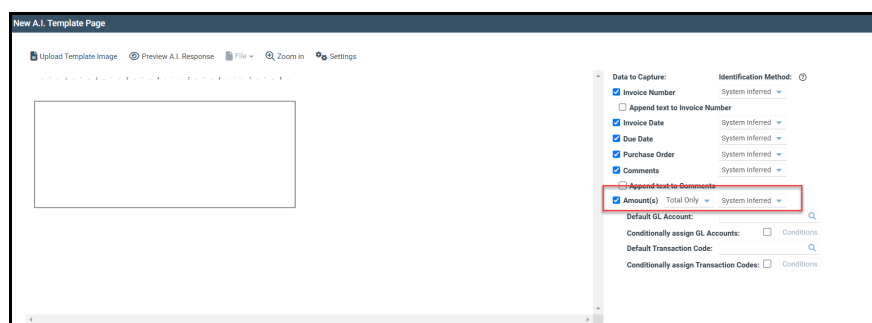 New A.I. Template Page
Upload Template Image Preview A.I. Response File Zoom in Settings
Data to Capture: Identification Method:
Invoice Number System Inferred
Append text to Invoice Number
Invoice Date System Inferred
Due Date System Inferred
Purchase Order System Inferred
Comments System Inferred
Append text to Comments
Amount(s) Total Only System Inferred
Default GL Account:
Conditionally assign GL Accounts: Conditions
Default Transaction Code:
Conditionally assign Transaction Codes: Conditions